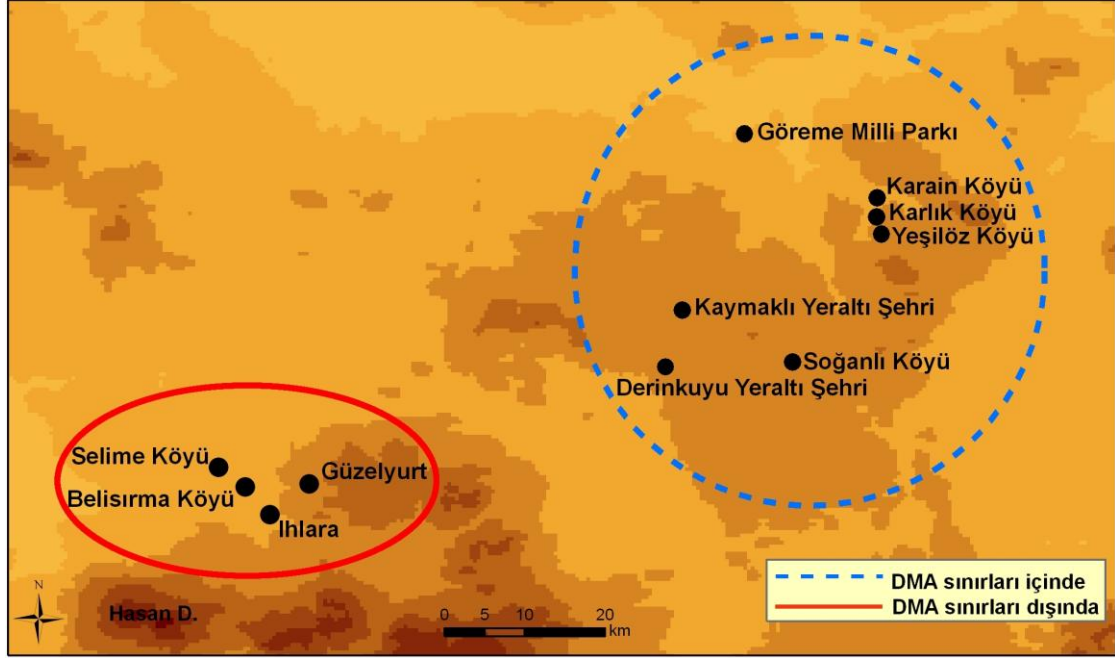 Göreme Milli Parkı
Karain Köyü
Karlık Köyü
Yeşilöz Köyü
Kaymaklı Yeraltı Şehri
Soğanlı Köyü
Derinkuyu Yeraltı Şehri
Selime Köyü
Güzelyurt
Belisırma Köyü
Ihlara
N
Hasan D.
0 5 10 20
km
DMA sınırları içinde
DMA sınırları dışında